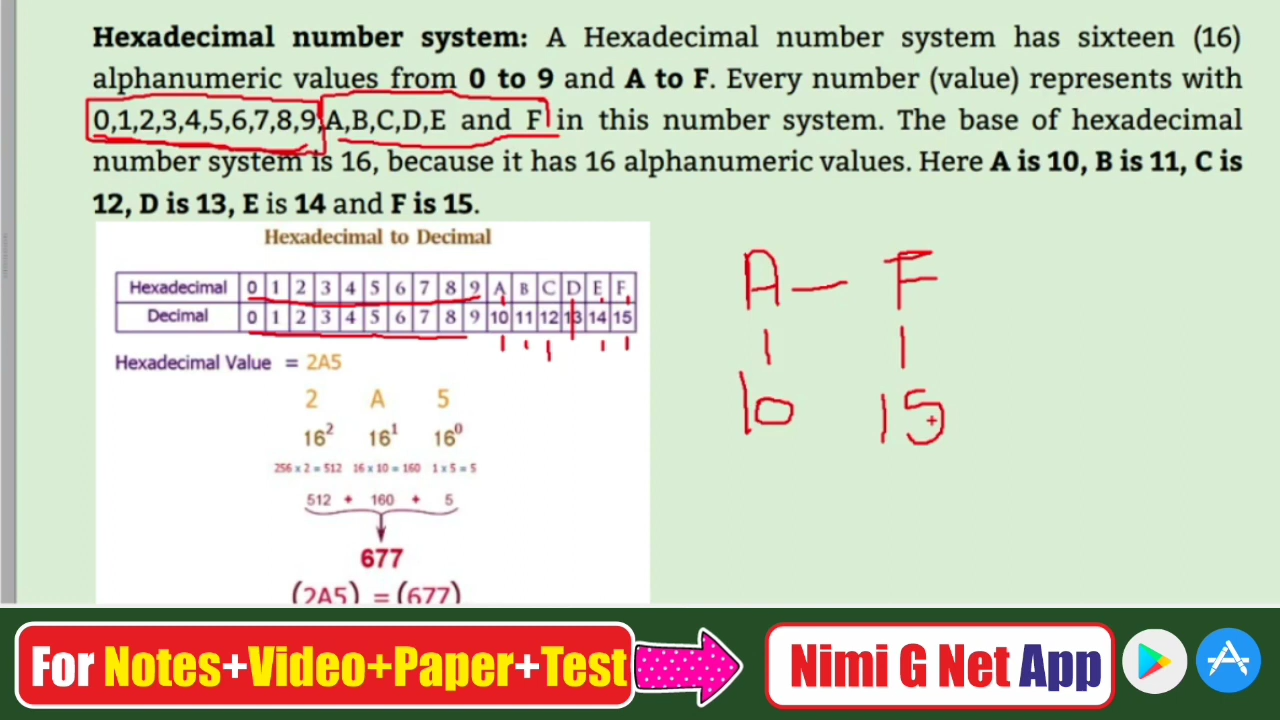 Hexadecimal number system: A Hexadecimal number system has sixteen (16)
alphanumeric values from 0 to 9 and A to F. Every number (value) represents with
0,1,2,3,4,5,6,7,8,9,A,B,C,D,E and F in this number system. The base of hexadecimal
number system is 16, because it has 16 alphanumeric values. Here A is 10, B is 11, C is
12, D is 13, E is 14 and F is 15.
Hexadecimal to Decimal
Hexadecimal 0 1 2 3 4 5 6 7 8 9 A B C D E F
Decimal 0 1 2 3 4 5 6 7 8 9 10 11 12 13 14 15
Hexadecimal Value = 2A5
2 A 5
16² 16¹ 16⁰
256 x 2 = 512 16 x 10 = 160 1 x 5 = 5
512 + 160 + 5
677
(2A5) = (677)
A — F
10 15
For Notes+Video+Paper+Test
Nimi G Net App